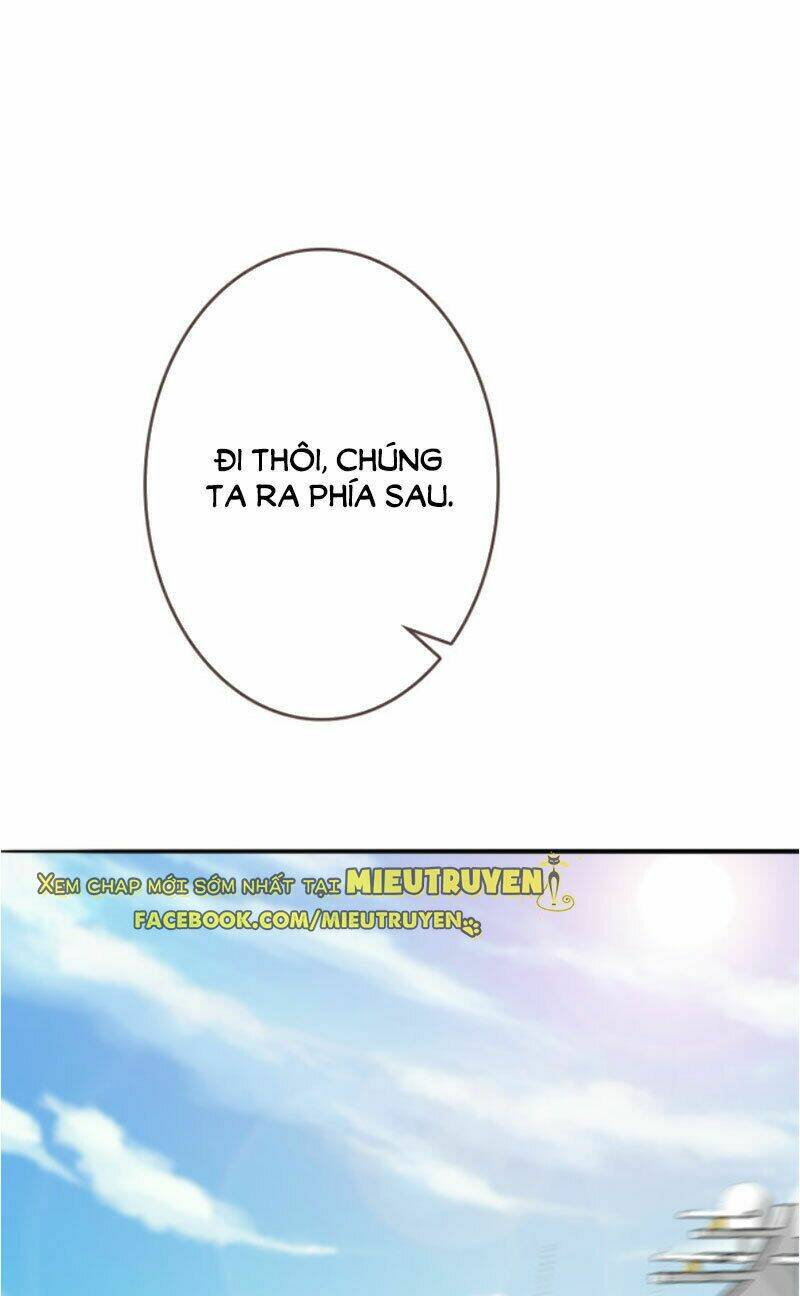 ĐI THÔI, CHÚNG
TA RA PHÍA SAU.
XEM CHAP MỚI SỚM NHẤT TẠI MIEUTRUYEN
FACEBOOK.COM/MIEUTRUYEN